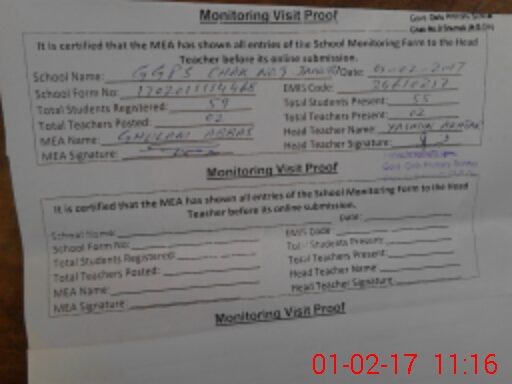 Monitoring Visit Proof
It is certified that the MEA has shown all entries of the School Monitoring Form to the Head
Teacher before its online submission.
School Name: GGPS CHAK NO 9 Date: -02-2017
School Form No: EMIS Code:
Total Students Registered: 59 Total Students Present: 55
Total Teachers Posted: 02 Total Teachers Present: 02
MEA Name: GHULAM ABBAS Head Teacher Name: YASMIN
MEA Signature: Head Teacher Signature:
Monitoring Visit Proof
It is certified that the MEA has shown all entries of the School Monitoring Form to the Head
Teacher before its online submission.
School Name: Date:
School Form No: EMIS Code:
Total Students Registered: Total Students Present:
Total Teachers Posted: Total Teachers Present:
MEA Name: Head Teacher Name
MEA Signature: Head Teacher Signature:
Monitoring Visit Proof
01-02-17 11:16